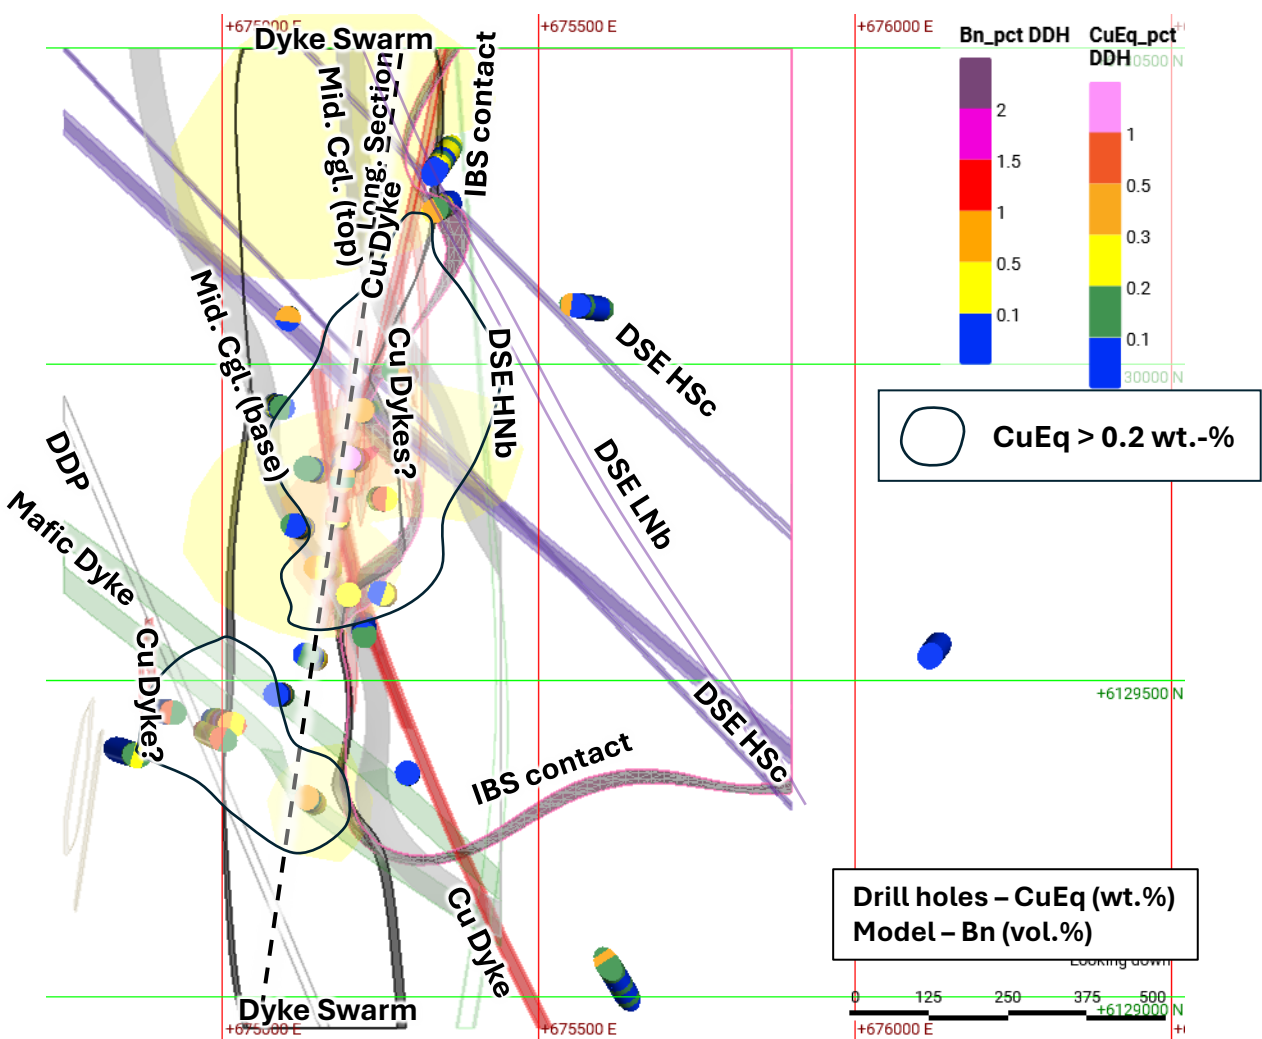 +675000 E
+675500 E
+676000 E
Dyke Swarm
Bn_pct DDH
CuEq_pct
DDH
2
1.5
1
0.5
0.1
1
0.5
0.3
0.2
0.1
30000 N
CuEq > 0.2 wt.-%
Mid. Cgl. (top)
Long. Section
Cu Dyke
IBS contact
Mid. Cgl. (base)
Cu Dykes?
DSE HNb
DSE HSc
DSE LNb
DDP
Mafic Dyke
Cu Dyke?
DSE HSc
IBS contact
+6129500 N
Cu Dyke
Drill holes – CuEq (wt.%)
Model – Bn (vol.%)
Looking down
0 125 250 375 500
+6129000 N
Dyke Swarm
+675000 E
+675500 E
+676000 E